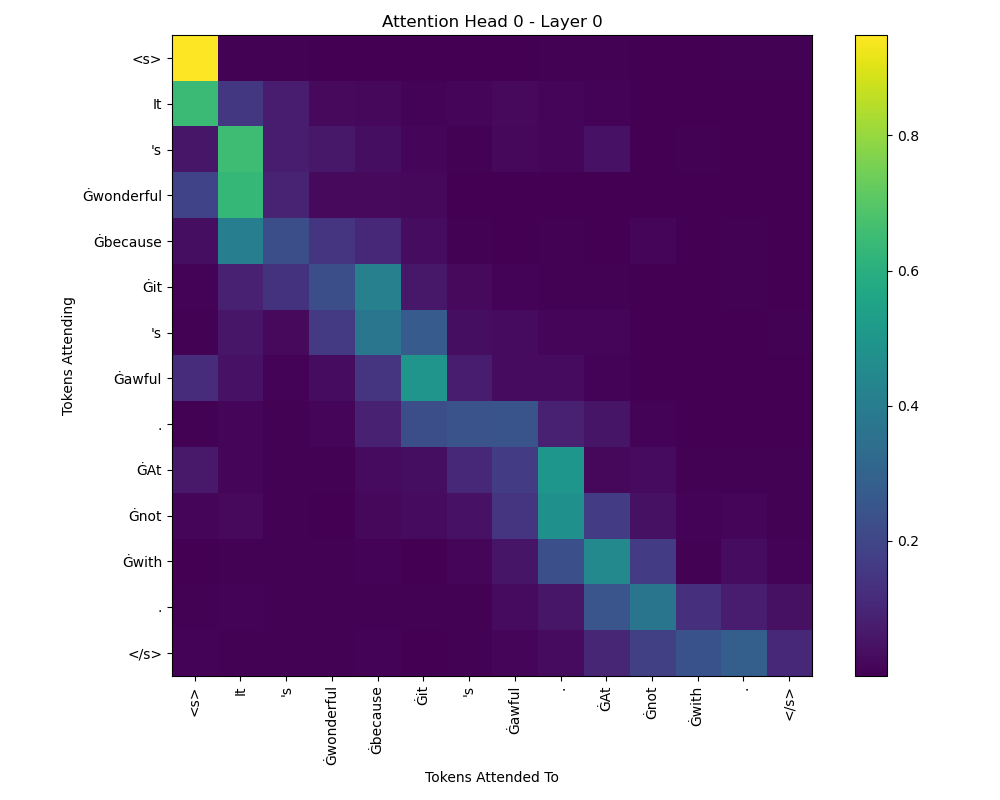 Attention Head 0 - Layer 0
Tokens Attending
<s>
It
's
Ġwonderful
Ġbecause
Ġit
's
Ġawful
.
ĠAt
Ġnot
Ġwith
.
</s>
<s>
It
's
Ġwonderful
Ġbecause
Ġit
's
Ġawful
.
ĠAt
Ġnot
Ġwith
.
</s>
Tokens Attended To
0.8
0.6
0.4
0.2